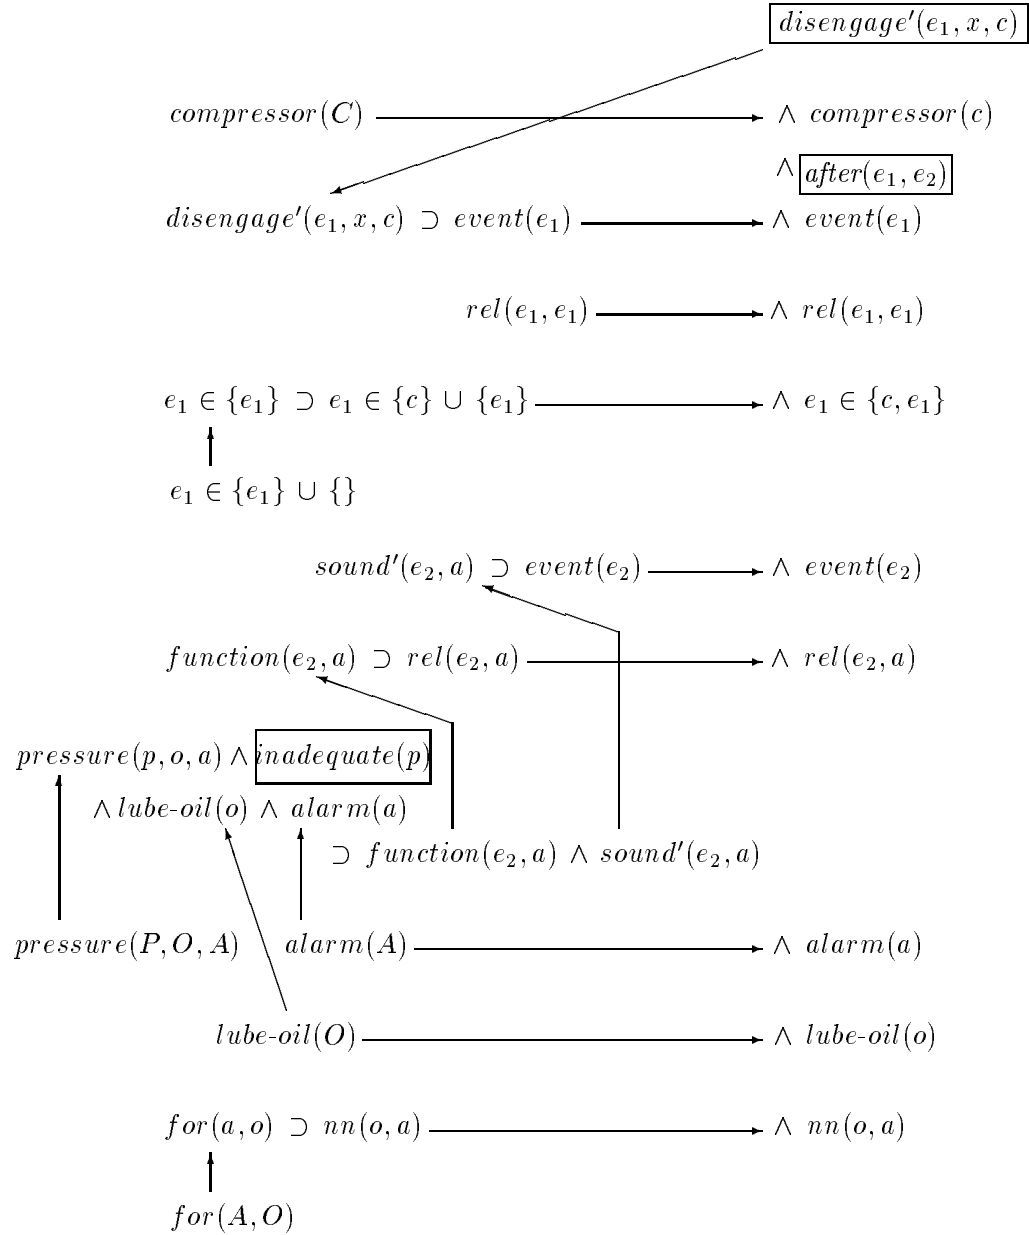 disengage′(e₁, x, c)
compressor(C) ∧ compressor(c)
∧ after(e₁, e₂)
disengage′(e₁, x, c) ⊃ event(e₁) ∧ event(e₁)
rel(e₁, e₁) ∧ rel(e₁, e₁)
e₁ ∈ {e₁} ⊃ e₁ ∈ {c} ∪ {e₁} ∧ e₁ ∈ {c, e₁}
e₁ ∈ {e₁} ∪ {}
sound′(e₂, a) ⊃ event(e₂) ∧ event(e₂)
function(e₂, a) ⊃ rel(e₂, a) ∧ rel(e₂, a)
pressure(p, o, a) ∧ inadequate(p)
∧ lube-oil(o) ∧ alarm(a)
⊃ function(e₂, a) ∧ sound′(e₂, a)
pressure(P, O, A) alarm(A) ∧ alarm(a)
lube-oil(O) ∧ lube-oil(o)
for(a, o) ⊃ nn(o, a) ∧ nn(o, a)
for(A, O)